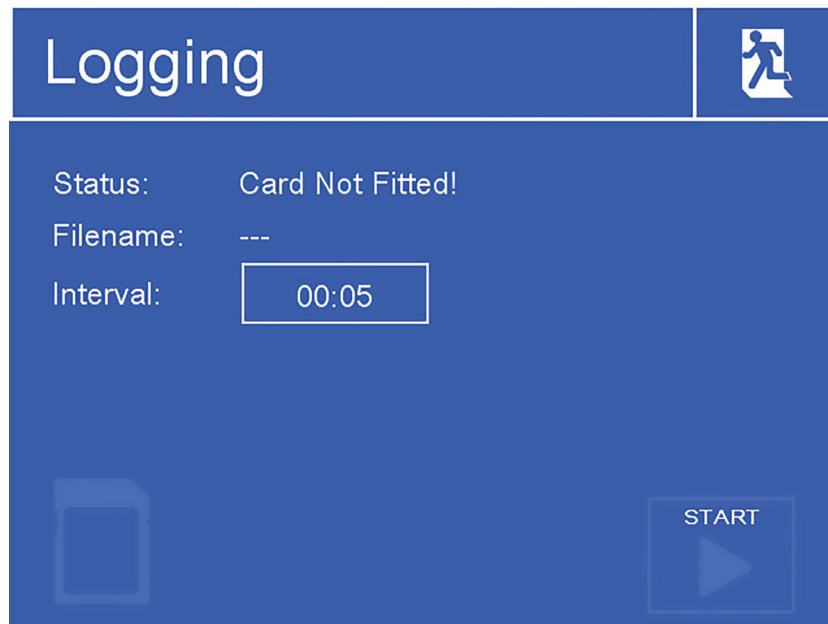 Logging
Status: Card Not Fitted!
Filename: ---
Interval: 00:05
START